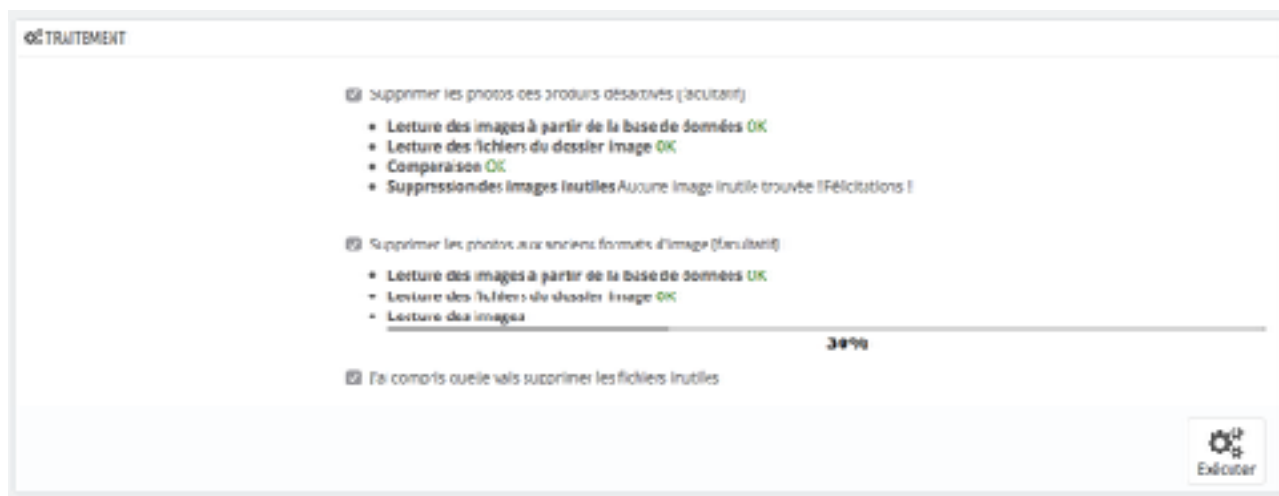 TRAITEMENT
Supprimer les photos des produits désactivés (facultatif)
Lecture des images à partir de la base de données OK
Lecture des fichiers du dossier image OK
Comparaison OK
Suppression des images inutiles Aucune image inutile trouvée !!Félicitations !!
Supprimer les photos aux anciens formats d'image (facultatif)
Lecture des images à partir de la base de données OK
Lecture des fichiers du dossier image OK
Lecture des images
J'ai compris que je vais supprimer les fichiers inutiles
Exécuter